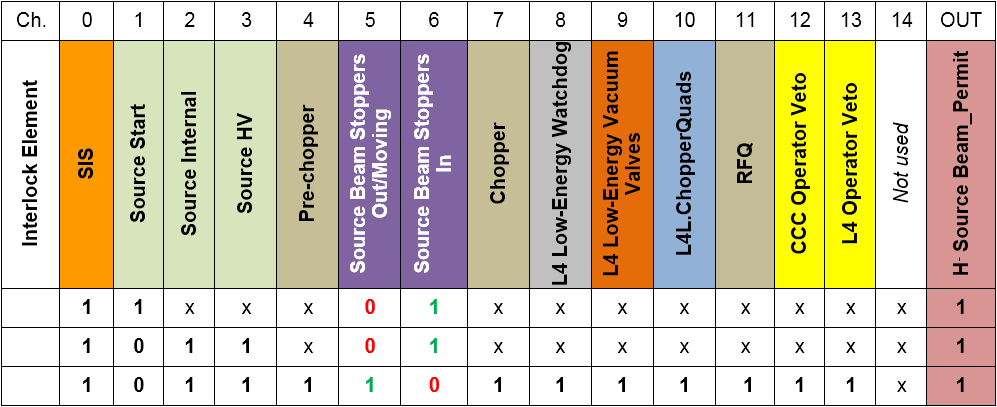 Ch. 0 1 2 3 4 5 6 7 8 9 10 11 12 13 14 OUT
Interlock Element
SIS
Source Start
Source Internal
Source HV
Pre-chopper
Source Beam Stoppers
Out/Moving
Source Beam Stoppers
In
Chopper
L4 Low-Energy Watchdog
L4 Low-Energy Vacuum
Valves
L4L.ChopperQuads
RFQ
CCC Operator Veto
L4 Operator Veto
Not used
H- Source Beam_Permit
1 1 x x x 0 1 x x x x x x x x 1
1 0 1 1 x 0 1 x x x x x x x x 1
1 0 1 1 1 1 0 1 1 1 1 1 1 1 x 1